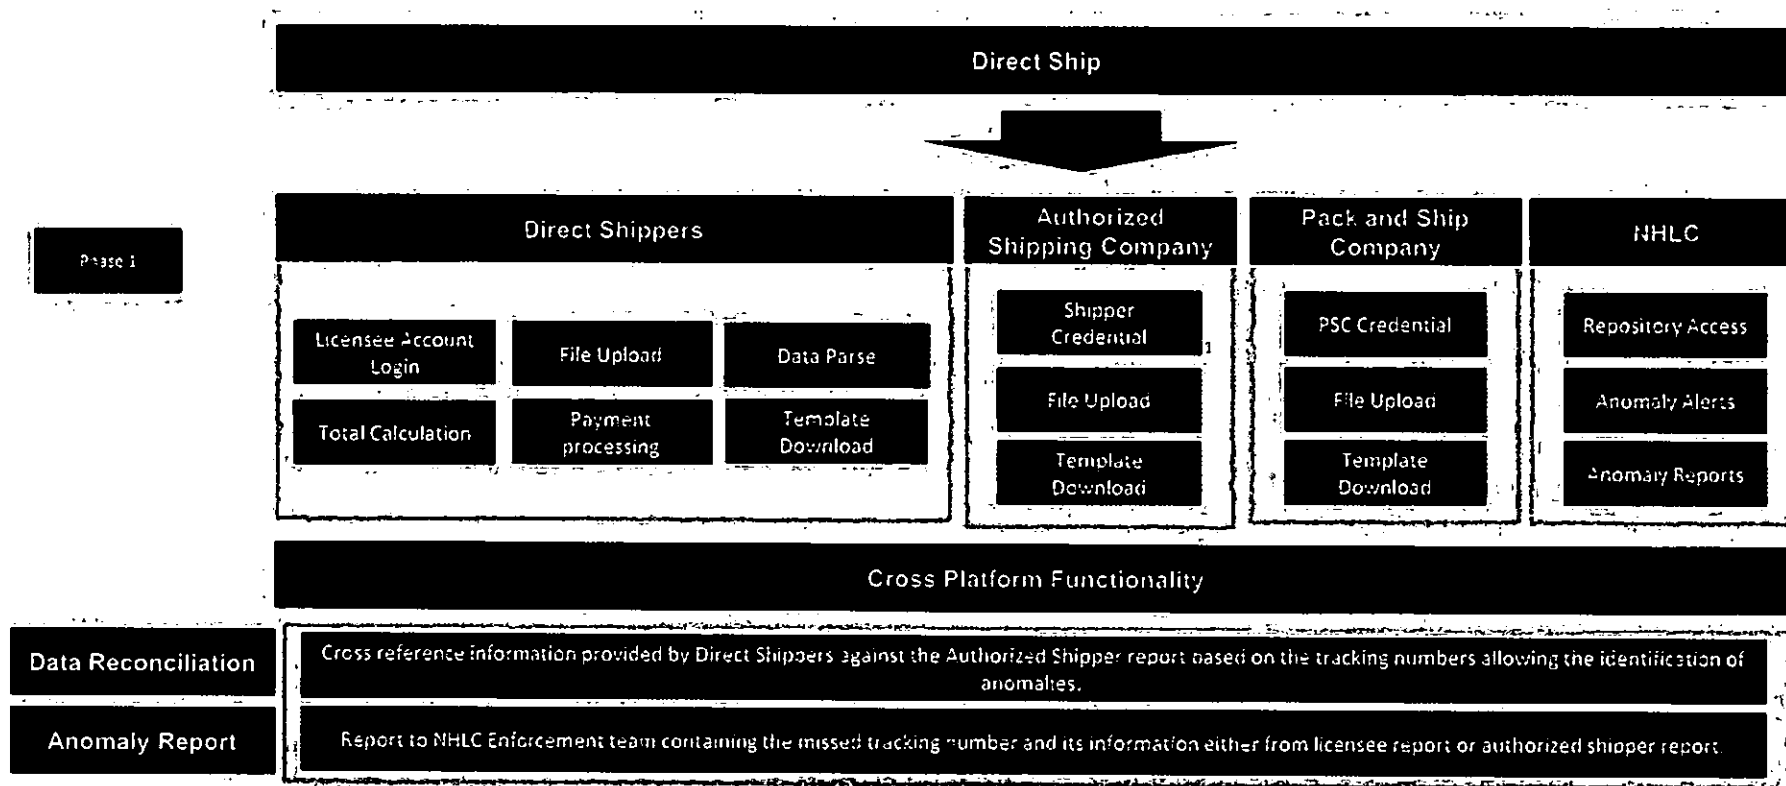 Direct Ship
Phase 1
Direct Shippers
Authorized
Shipping Company
Pack and Ship
Company
NHLC
Licensee Account
Login
File Upload
Data Parse
Total Calculation
Payment
processing
Template
Download
Shipper
Credential
1
File Upload
Template
Download
PSC Credential
File Upload
Template
Download
Repository Access
Anomaly Alerts
Anomaly Reports
Cross Platform Functionality
Data Reconciliation
Cross reference information provided by Direct Shippers against the Authorized Shipper report based on the tracking numbers allowing the identification of
anomalies.
Anomaly Report
Report to NHLC Enforcement team containing the missed tracking number and its information either from licensee report or authorized shipper report.